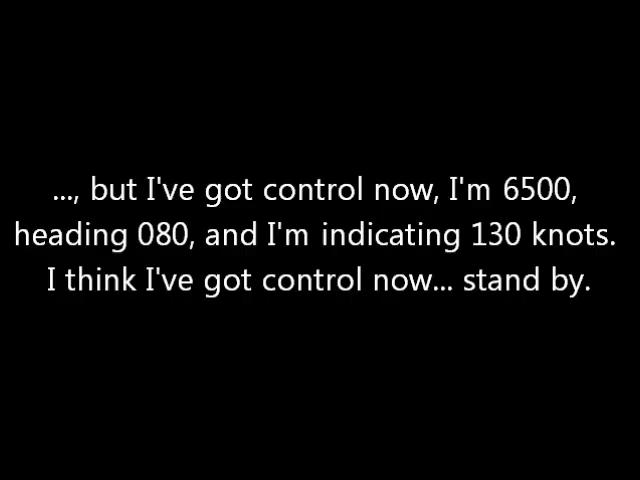 ..., but I've got control now, I'm 6500,
heading 080, and I'm indicating 130 knots.
I think I've got control now... stand by.